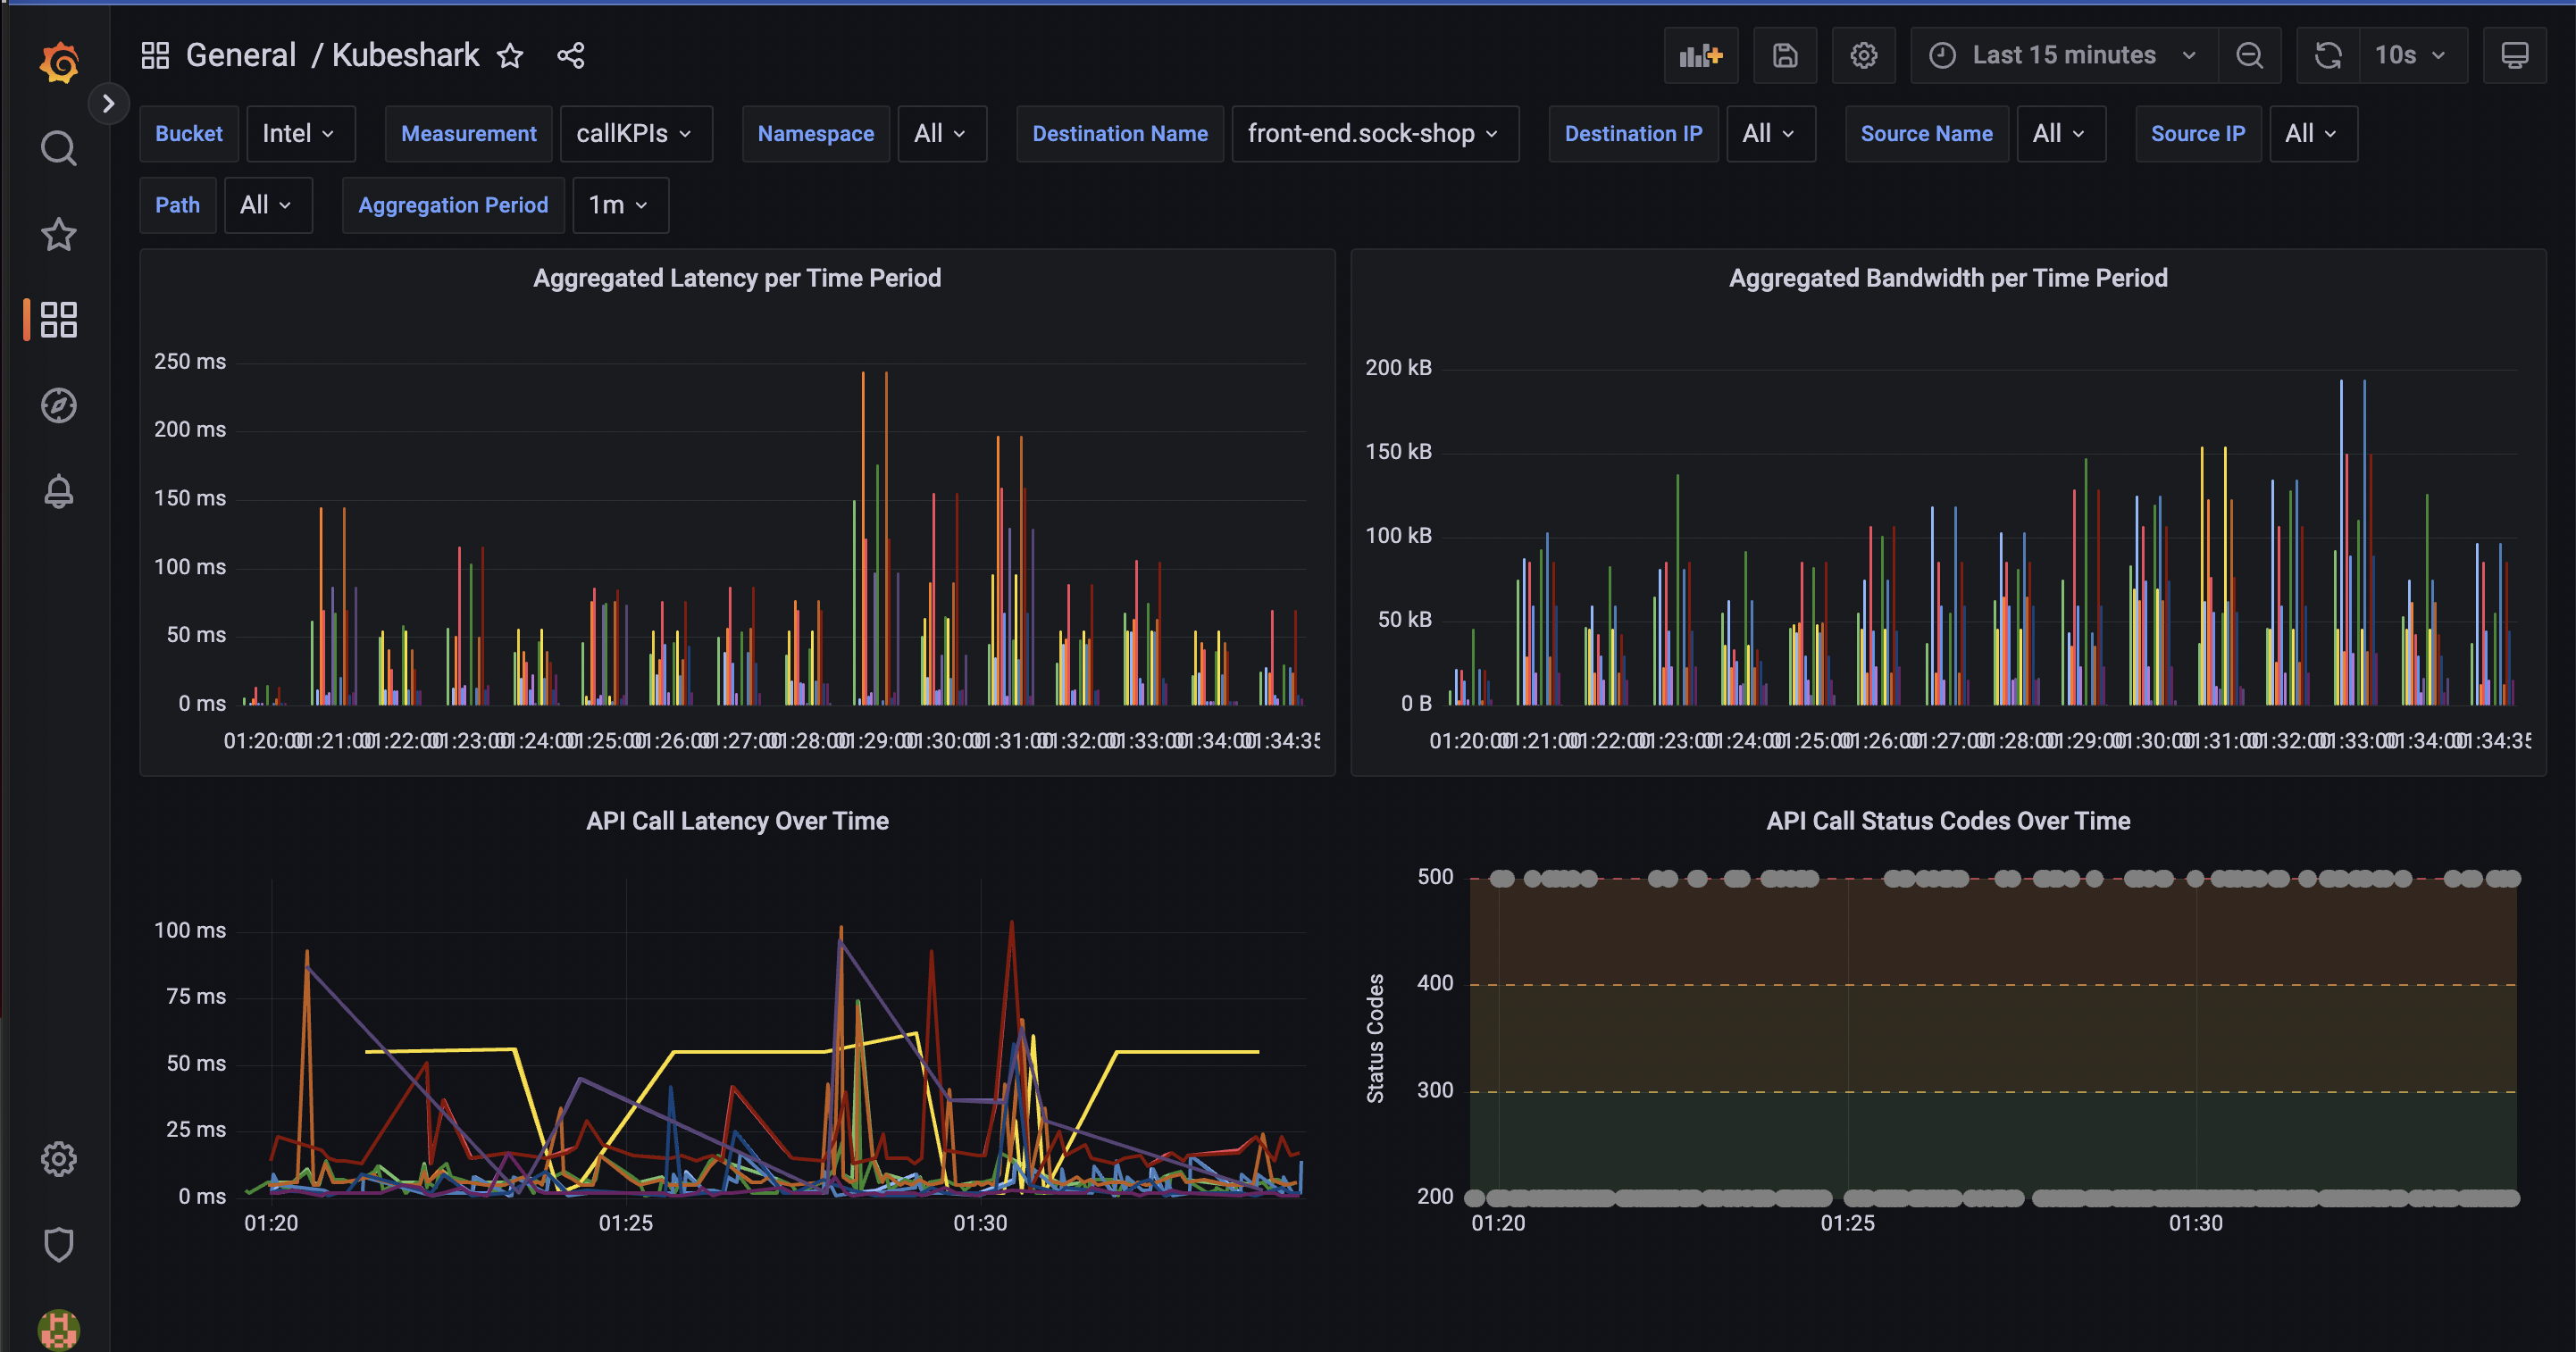 General / Kubeshark
Last 15 minutes
10s
Bucket Intel Measurement callKPIs Namespace All Destination Name front-end.sock-shop Destination IP All Source Name All Source IP All
Path All Aggregation Period 1m
Aggregated Latency per Time Period
250 ms
200 ms
150 ms
100 ms
50 ms
0 ms
01:20:00 01:21:00 01:22:00 01:23:00 01:24:00 01:25:00 01:26:00 01:27:00 01:28:00 01:29:00 01:30:00 01:31:00 01:32:00 01:33:00 01:34:00 01:34:35
Aggregated Bandwidth per Time Period
200 kB
150 kB
100 kB
50 kB
0 B
01:20:00 01:21:00 01:22:00 01:23:00 01:24:00 01:25:00 01:26:00 01:27:00 01:28:00 01:29:00 01:30:00 01:31:00 01:32:00 01:33:00 01:34:00 01:34:35
API Call Latency Over Time
100 ms
75 ms
50 ms
25 ms
0 ms
01:20 01:25 01:30
API Call Status Codes Over Time
Status Codes
500
400
300
200
01:20 01:25 01:30